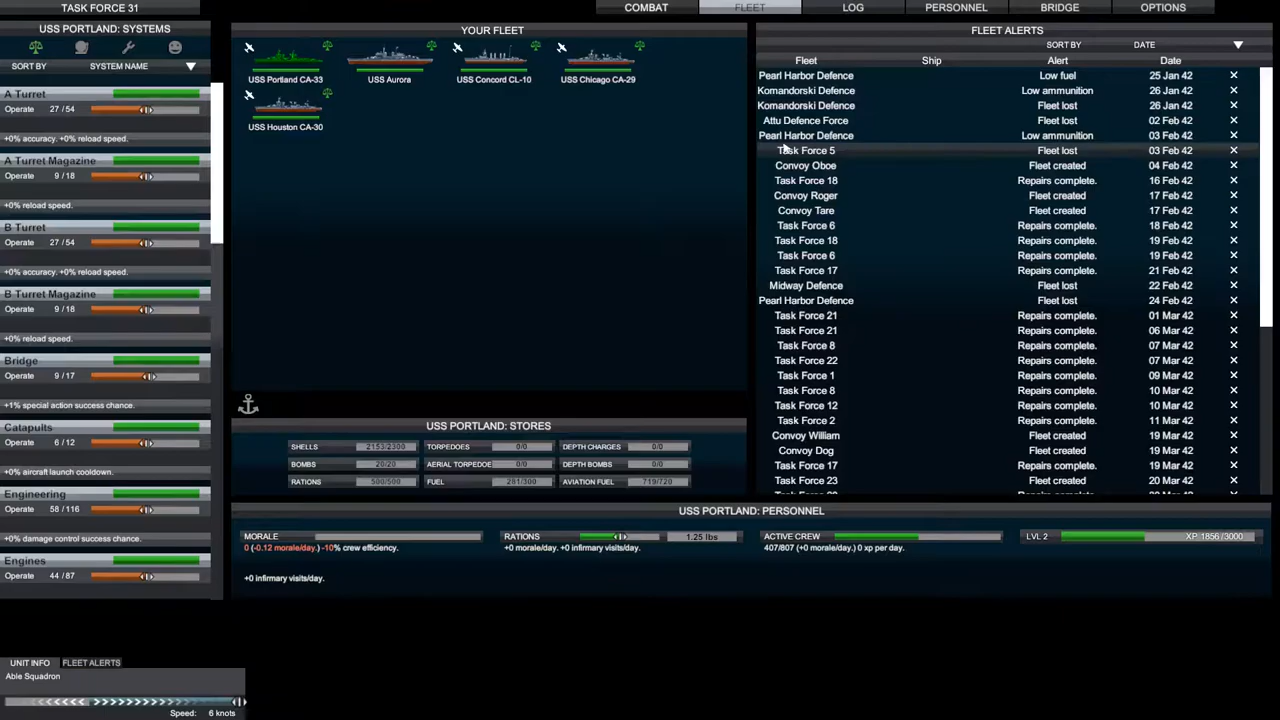 TASK FORCE 31
COMBAT
FLEET
LOG
PERSONNEL
BRIDGE
OPTIONS
USS PORTLAND: SYSTEMS
SORT BY SYSTEM NAME
A Turret
Operate 27 / 54
+0% accuracy. +0% reload speed.
A Turret Magazine
Operate 9 / 18
+0% reload speed.
B Turret
Operate 27 / 54
+0% accuracy. +0% reload speed.
B Turret Magazine
Operate 9 / 18
+0% reload speed.
Bridge
Operate 9 / 17
+1% special action success chance.
Catapults
Operate 6 / 12
+0% aircraft launch cooldown.
Engineering
Operate 58 / 116
+0% damage control success chance.
Engines
Operate 44 / 87
YOUR FLEET
USS Portland CA-33
USS Aurora
USS Concord CL-10
USS Chicago CA-29
USS Houston CA-30
USS PORTLAND: STORES
SHELLS 2153/2300 TORPEDOES 0/0 DEPTH CHARGES 0/0
BOMBS 20/20 AERIAL TORPEDOE 0/0 DEPTH BOMBS 0/0
RATIONS 500/500 FUEL 281/300 AVIATION FUEL 719/720
FLEET ALERTS
SORT BY DATE
Fleet Ship Alert Date
Pearl Harbor Defence Low fuel 25 Jan 42 ✕
Komandorski Defence Low ammunition 26 Jan 42 ✕
Komandorski Defence Fleet lost 26 Jan 42 ✕
Attu Defence Force Fleet lost 02 Feb 42 ✕
Pearl Harbor Defence Low ammunition 03 Feb 42 ✕
Task Force 5 Fleet lost 03 Feb 42 ✕
Convoy Oboe Fleet created 04 Feb 42 ✕
Task Force 18 Repairs complete. 16 Feb 42 ✕
Convoy Roger Fleet created 17 Feb 42 ✕
Convoy Tare Fleet created 17 Feb 42 ✕
Task Force 6 Repairs complete. 18 Feb 42 ✕
Task Force 18 Repairs complete. 19 Feb 42 ✕
Task Force 6 Repairs complete. 19 Feb 42 ✕
Task Force 17 Repairs complete. 21 Feb 42 ✕
Midway Defence Fleet lost 22 Feb 42 ✕
Pearl Harbor Defence Fleet lost 24 Feb 42 ✕
Task Force 21 Repairs complete. 01 Mar 42 ✕
Task Force 21 Repairs complete. 06 Mar 42 ✕
Task Force 8 Repairs complete. 07 Mar 42 ✕
Task Force 22 Repairs complete. 07 Mar 42 ✕
Task Force 1 Repairs complete. 09 Mar 42 ✕
Task Force 8 Repairs complete. 10 Mar 42 ✕
Task Force 12 Repairs complete. 10 Mar 42 ✕
Task Force 2 Repairs complete. 11 Mar 42 ✕
Convoy William Fleet created 19 Mar 42 ✕
Convoy Dog Fleet created 19 Mar 42 ✕
Task Force 17 Repairs complete. 19 Mar 42 ✕
Task Force 23 Fleet created 20 Mar 42 ✕
USS PORTLAND: PERSONNEL
MORALE
0 (-0.12 morale/day.) -10% crew efficiency.
+0 infirmary visits/day.
RATIONS 1.25 lbs
+0 morale/day. +0 infirmary visits/day.
ACTIVE CREW
407/807 (+0 morale/day.) 0 xp per day.
LVL 2 XP 1856/3000
UNIT INFO FLEET ALERTS
Able Squadron
Speed: 6 knots